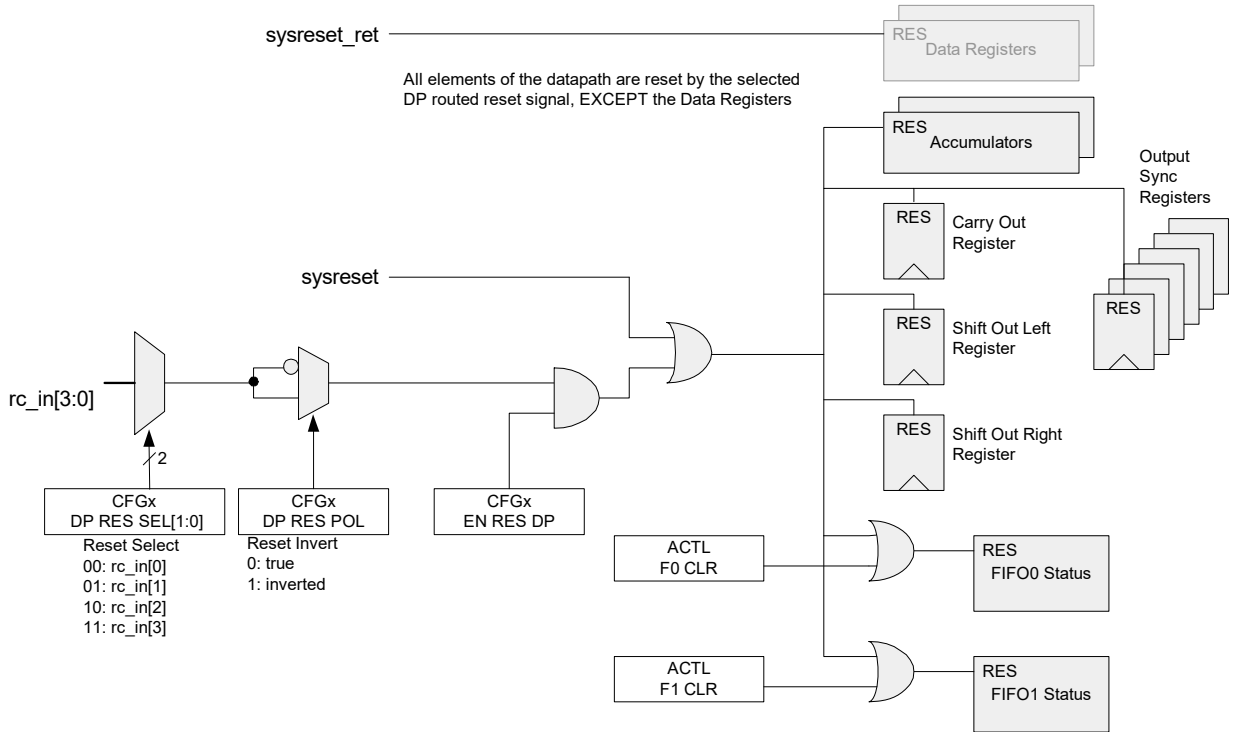 sysreset_ret
RES
Data Registers
All elements of the datapath are reset by the selected
DP routed reset signal, EXCEPT the Data Registers
RES
Accumulators
Output
Sync
Registers
RES
Carry Out
Register
sysreset
RES
Shift Out Left
Register
RES
rc_in[3:0]
RES
Shift Out Right
Register
2
CFGx
DP RES SEL[1:0]
CFGx
DP RES POL
CFGx
EN RES DP
Reset Select
00: rc_in[0]
01: rc_in[1]
10: rc_in[2]
11: rc_in[3]
Reset Invert
0: true
1: inverted
ACTL
F0 CLR
RES
FIFO0 Status
ACTL
F1 CLR
RES
FIFO1 Status